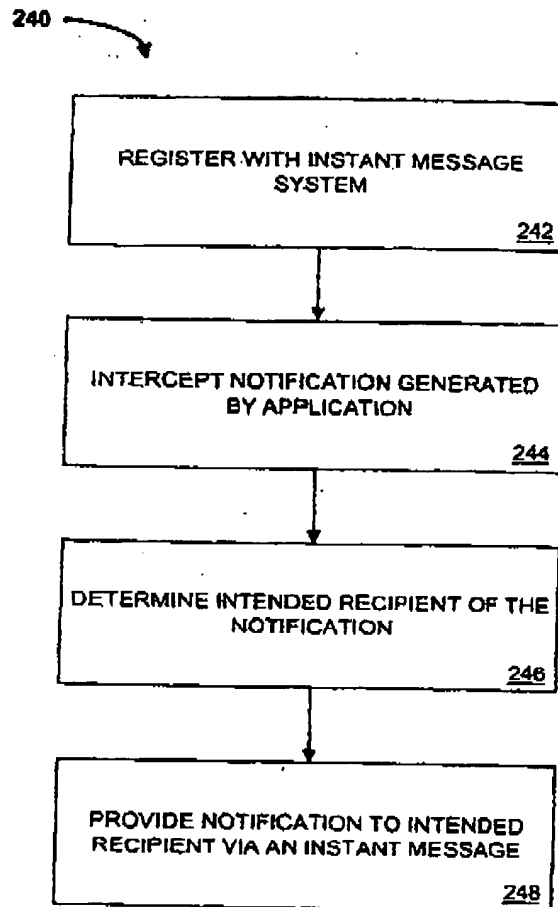 240
REGISTER WITH INSTANT MESSAGE
SYSTEM
242
INTERCEPT NOTIFICATION GENERATED
BY APPLICATION
244
DETERMINE INTENDED RECIPIENT OF THE
NOTIFICATION
246
PROVIDE NOTIFICATION TO INTENDED
RECIPIENT VIA AN INSTANT MESSAGE
248